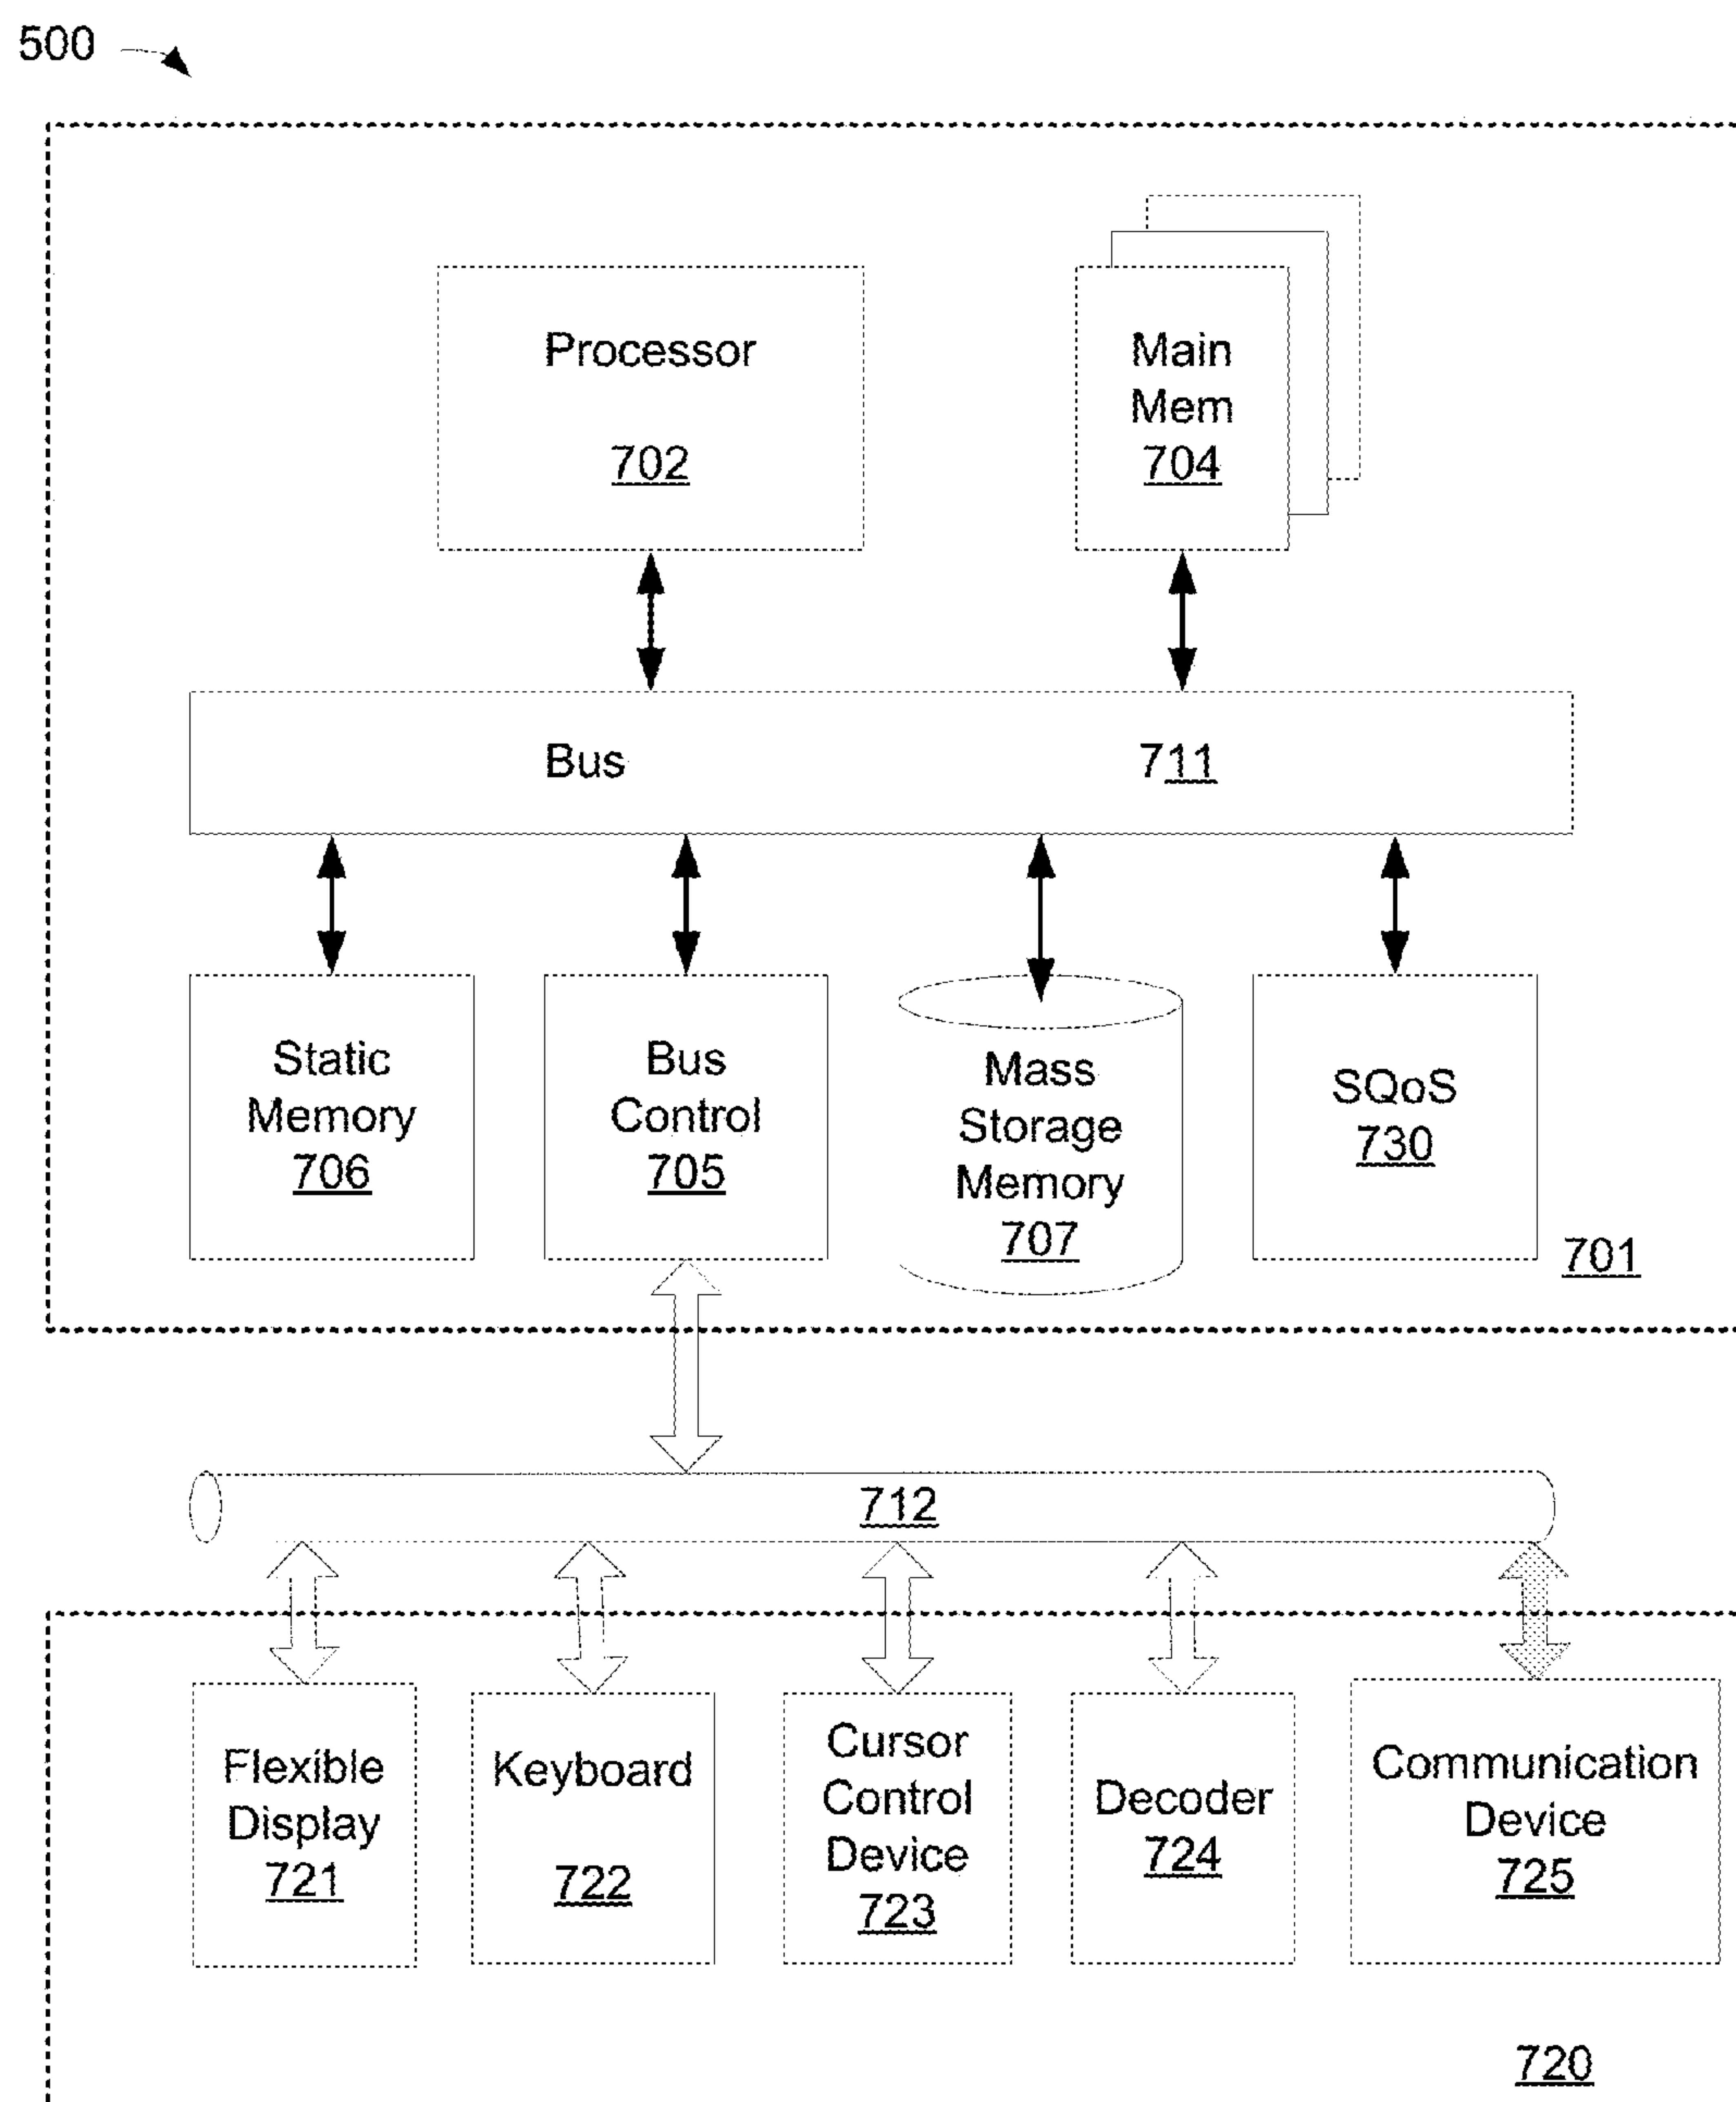 500
Processor
702
Main
Mem
704
Bus 711
Static
Memory
706
Bus
Control
705
Mass
Storage
Memory
707
SQoS
730
701
712
Flexible
Display
721
Keyboard
722
Cursor
Control
Device
723
Decoder
724
Communication
Device
725
720